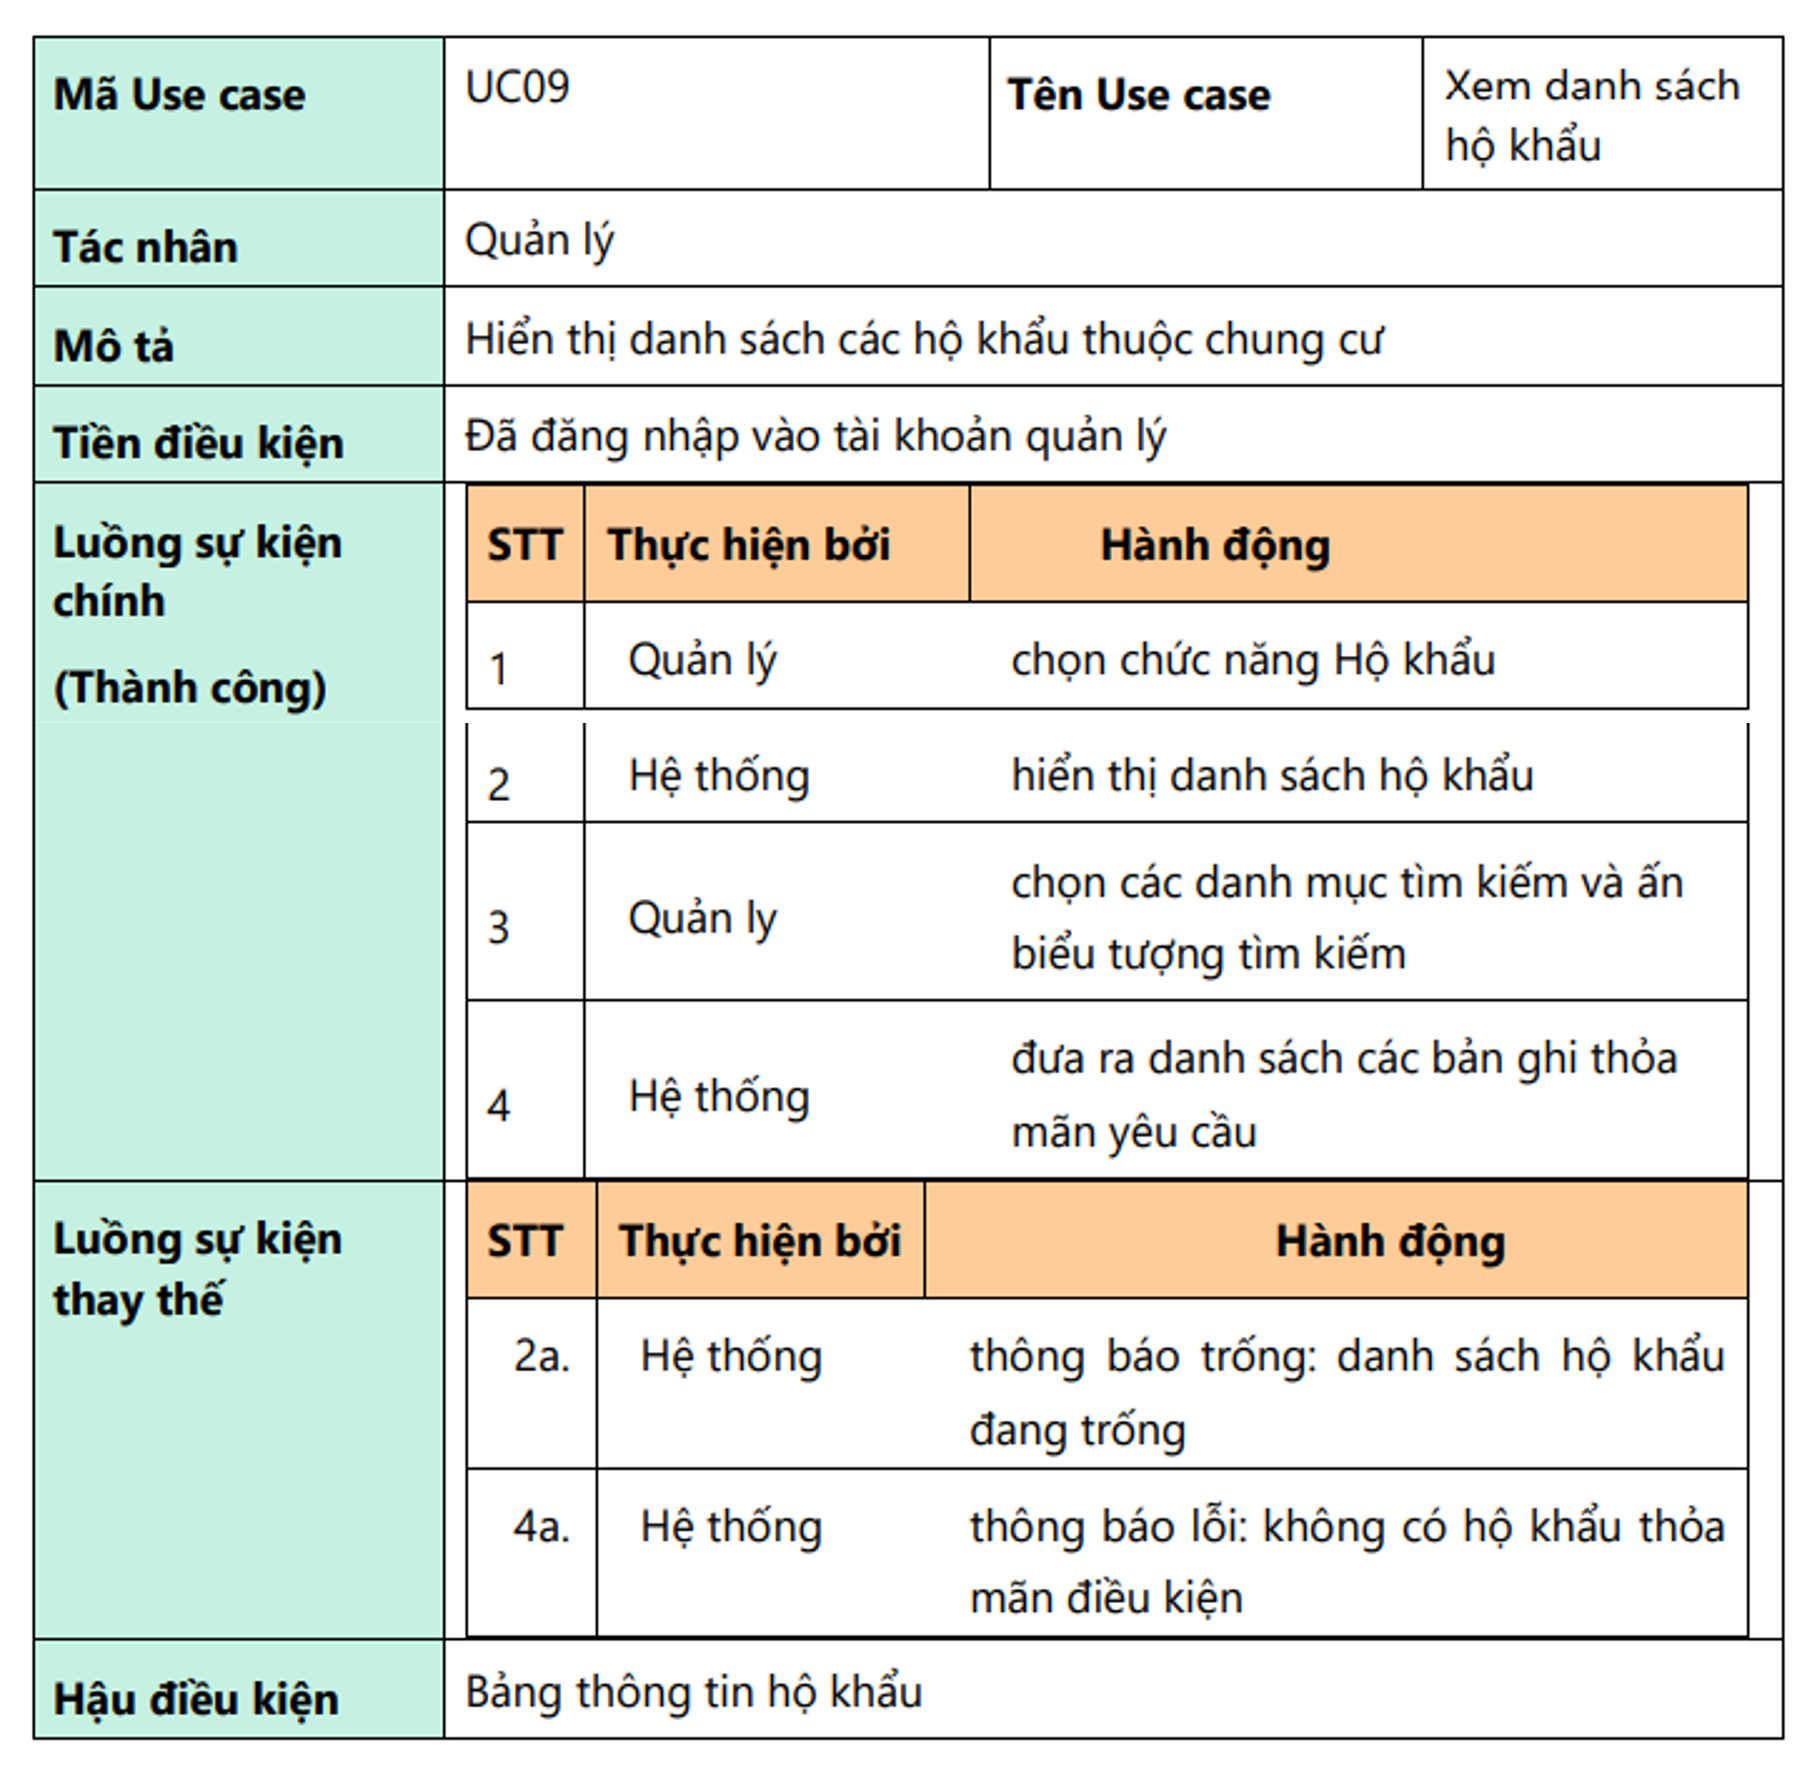 Mã Use case UC09 Tên Use case Xem danh sách
hộ khẩu
Tác nhân Quản lý
Mô tả Hiển thị danh sách các hộ khẩu thuộc chung cư
Tiền điều kiện Đã đăng nhập vào tài khoản quản lý
Luồng sự kiện
chính
(Thành công)
STT Thực hiện bởi Hành động
1 Quản lý chọn chức năng Hộ khẩu
2 Hệ thống hiển thị danh sách hộ khẩu
3 Quản ly chọn các danh mục tìm kiếm và ấn
biểu tượng tìm kiếm
4 Hệ thống đưa ra danh sách các bản ghi thỏa
mãn yêu cầu
Luồng sự kiện
thay thế
STT Thực hiện bởi Hành động
2a. Hệ thống thông báo trống: danh sách hộ khẩu
đang trống
4a. Hệ thống thông báo lỗi: không có hộ khẩu thỏa
mãn điều kiện
Hậu điều kiện Bảng thông tin hộ khẩu